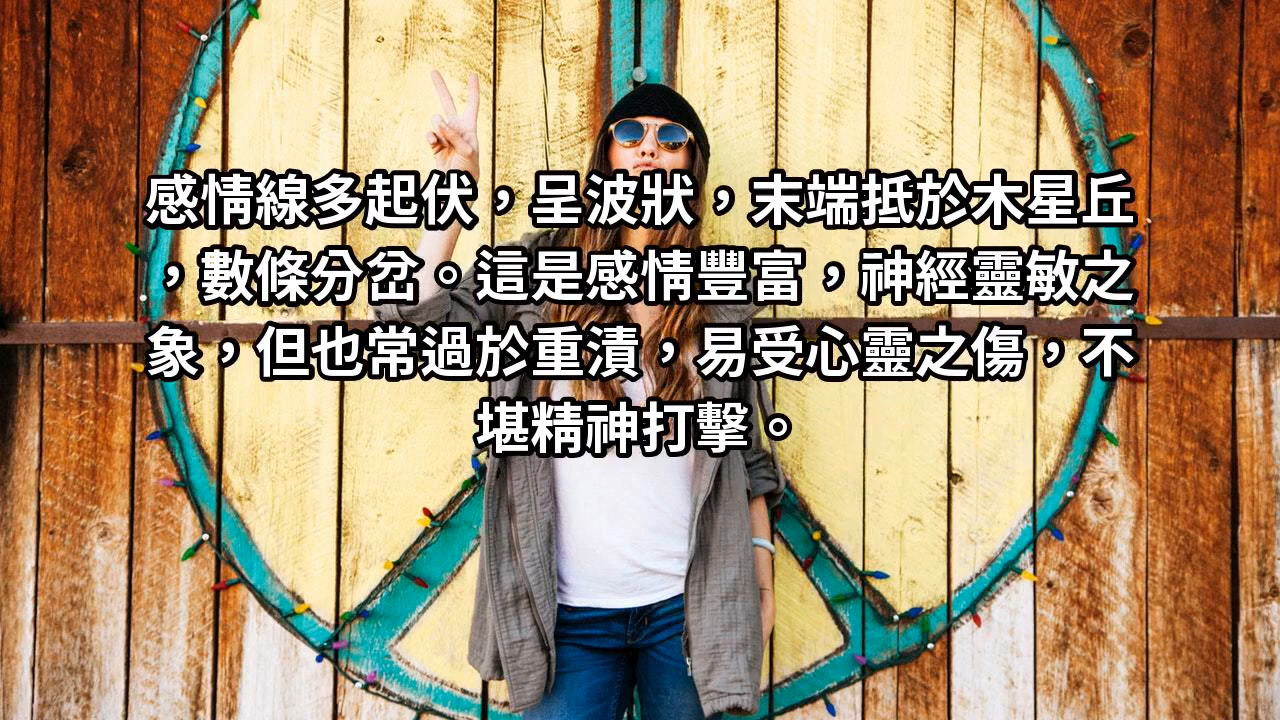 感情線多起伏，呈波狀，末端抵於木星丘
，數條分岔。這是感情豐富，神經靈敏之
象，但也常過於重漬，易受心靈之傷，不
堪精神打擊。